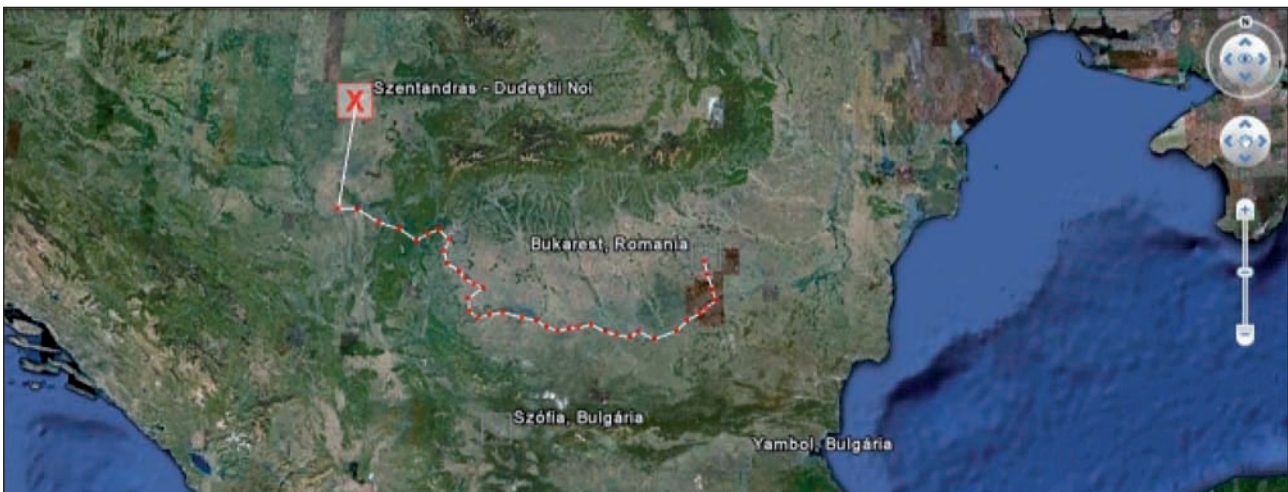 N
X
Szentandras - Dudeştii Noi
Bukarest, Romania
Szófia, Bulgária
Yambol, Bulgária